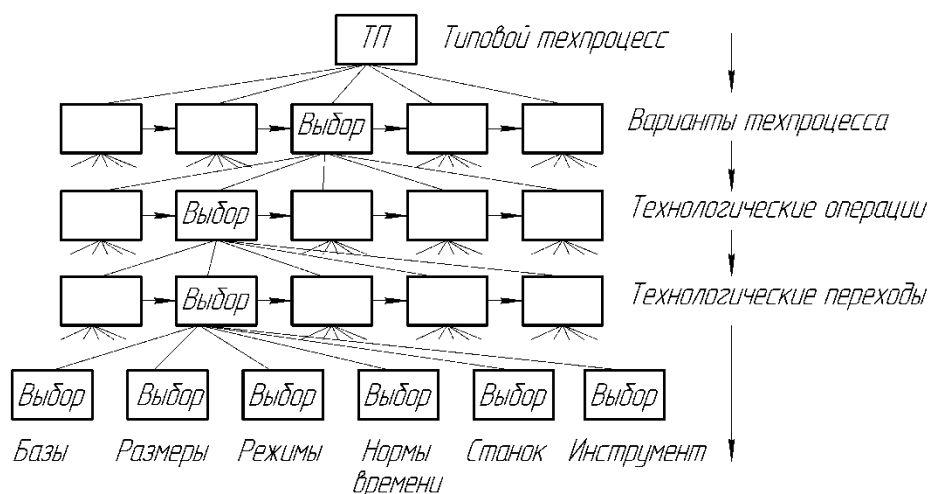 ТП Типовой техпроцесс
Выбор Варианты техпроцесса
Выбор Технологические операции
Выбор Технологические переходы
Выбор Выбор Выбор Выбор Выбор Выбор
Базы Размеры Режимы Нормы Станок Инструмент
времени